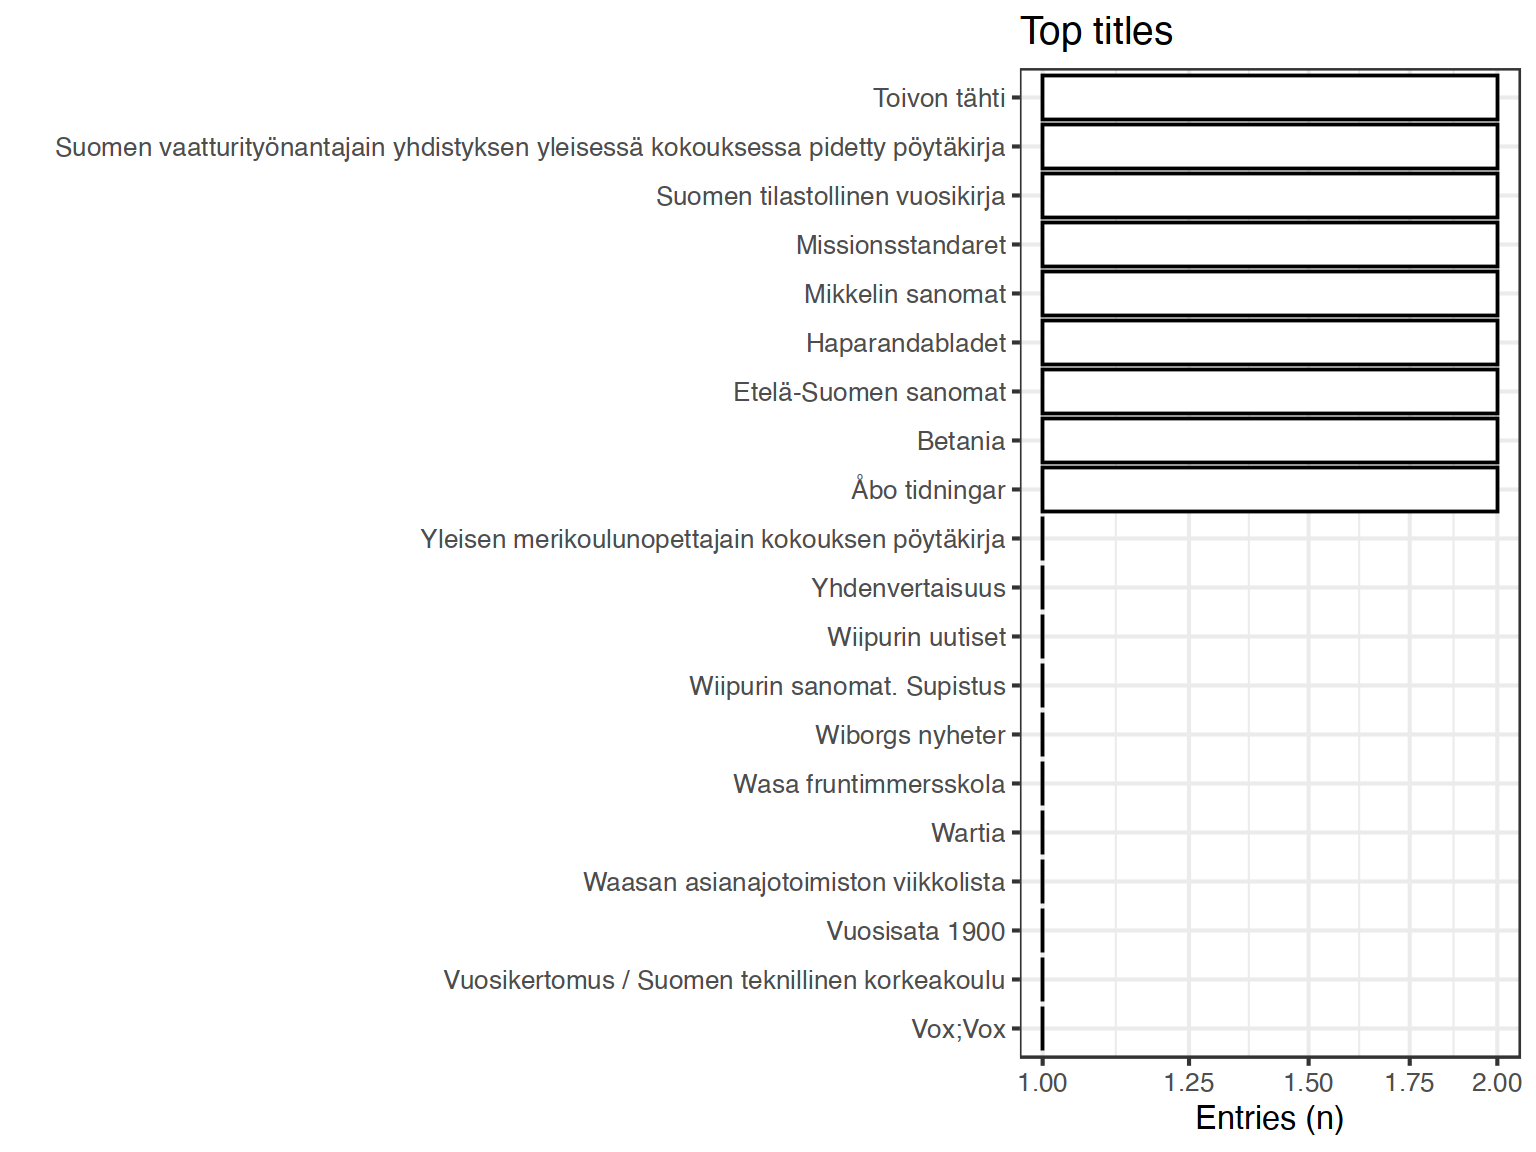 Top titles
Toivon tähti
Suomen vaatturityönantajain yhdistyksen yleisessä kokouksessa pidetty pöytäkirja
Suomen tilastollinen vuosikirja
Missionsstandaret
Mikkelin sanomat
Haparandabladet
Etelä-Suomen sanomat
Betania
Åbo tidningar
Yleisen merikoulunopettajain kokouksen pöytäkirja
Yhdenvertaisuus
Wiipurin uutiset
Wiipurin sanomat. Supistus
Wiborgs nyheter
Wasa fruntimmersskola
Wartia
Waasan asianajotoimiston viikkolista
Vuosisata 1900
Vuosikertomus / Suomen teknillinen korkeakoulu
Vox;Vox
1.00 1.25 1.50 1.75 2.00
Entries (n)